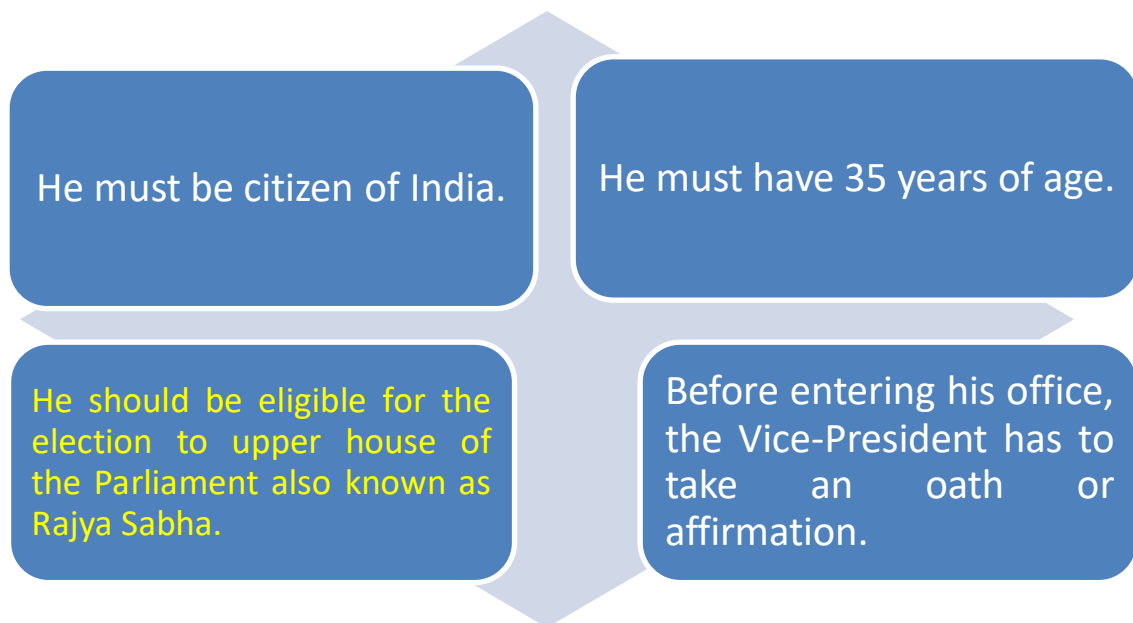 He must be citizen of India.
He must have 35 years of age.
He should be eligible for the
election to upper house of
the Parliament also known as
Rajya Sabha.
Before entering his office,
the Vice-President has to
take an oath or
affirmation.